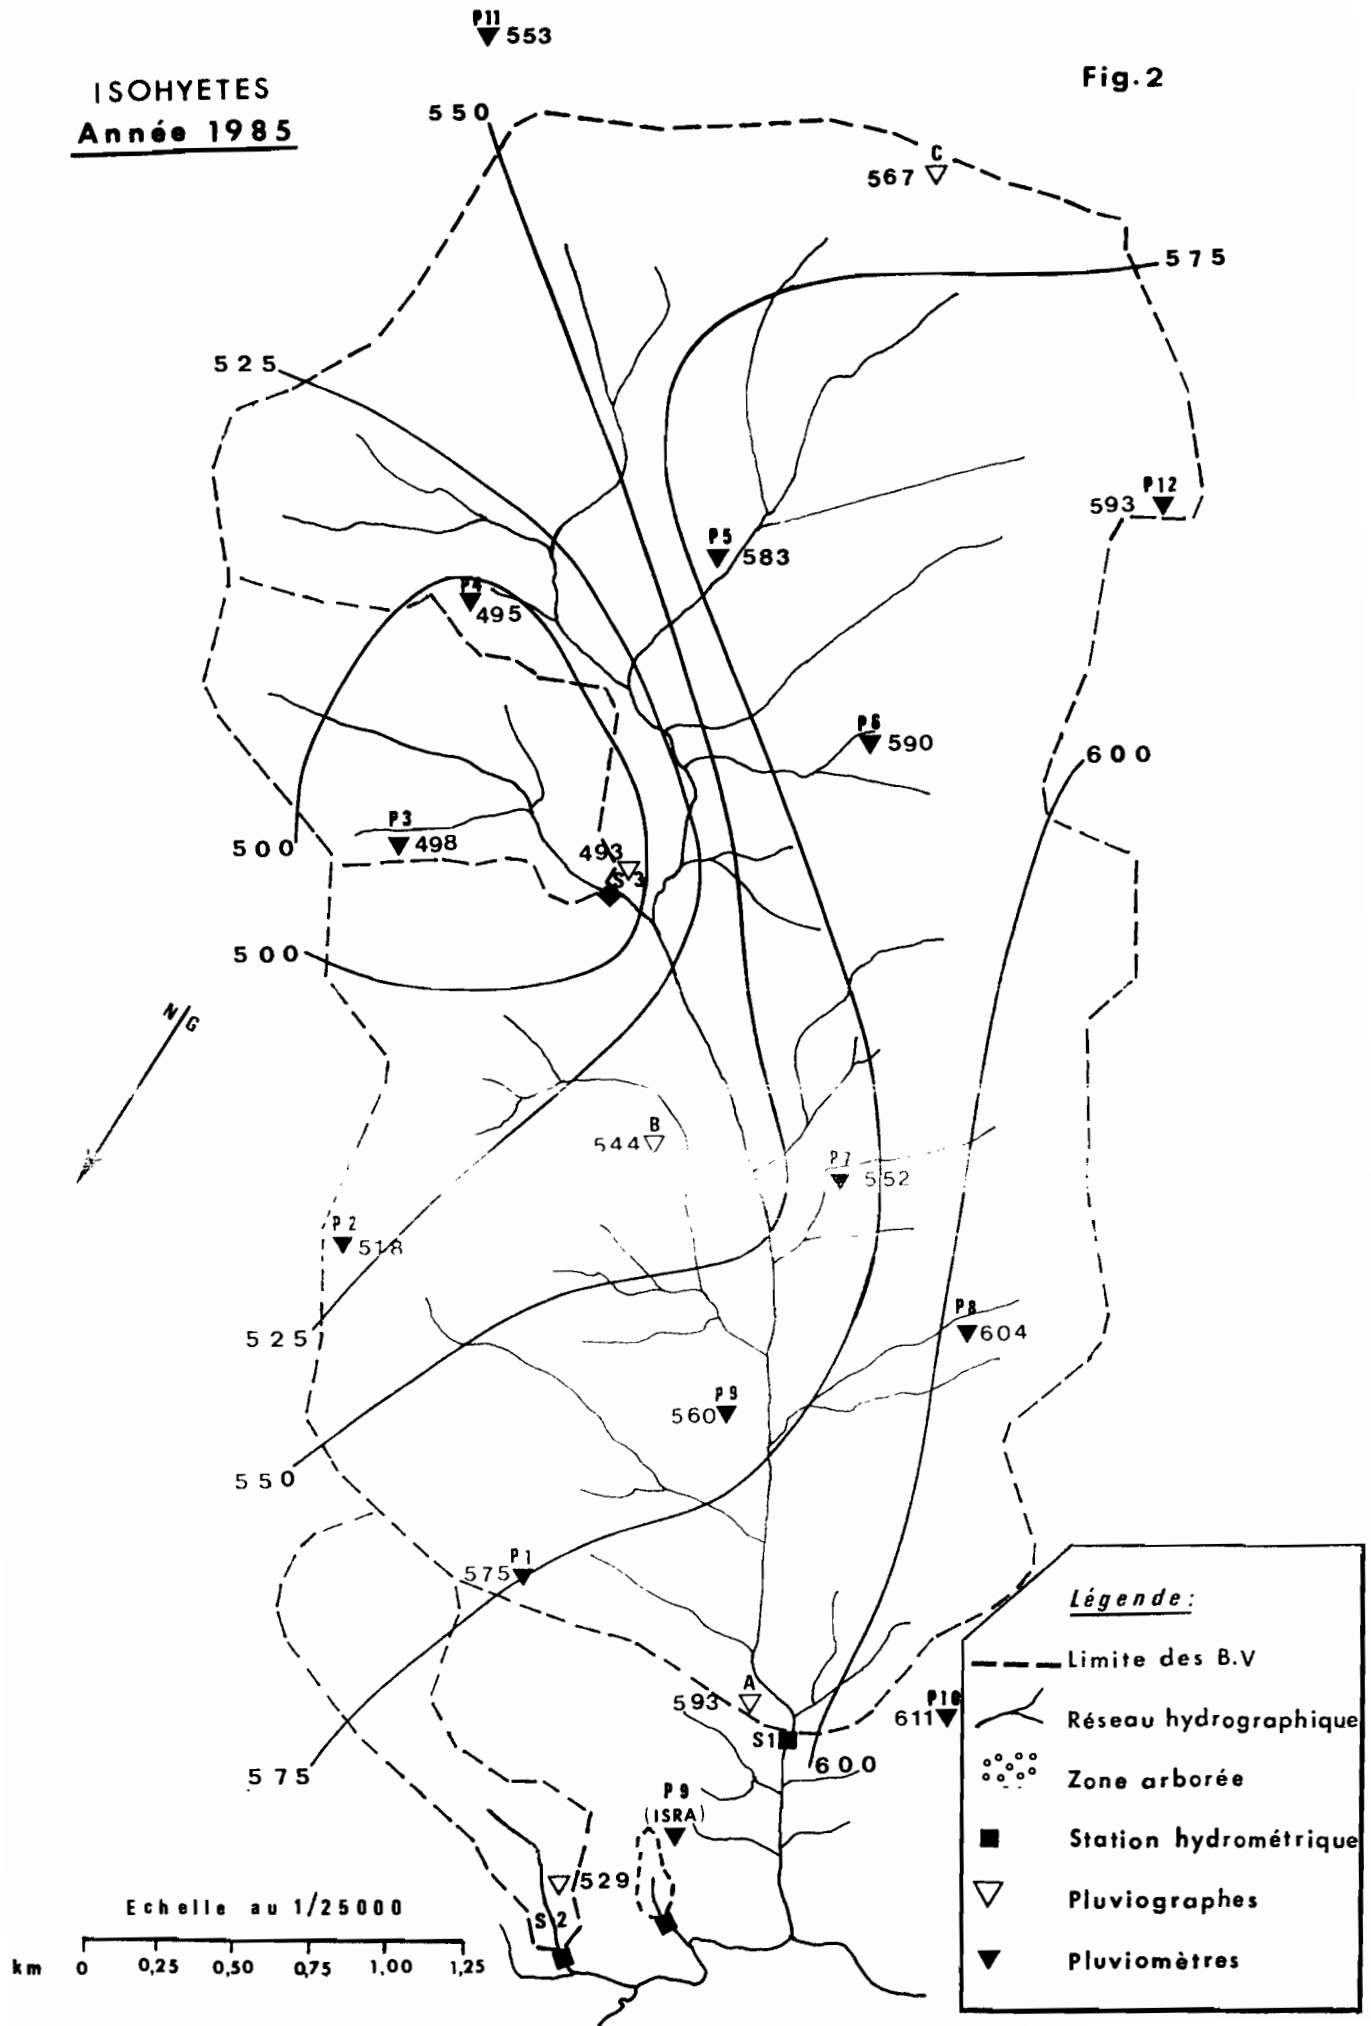 P11
553
ISOHYETES
Année 1985
Fig.2
550
C
567
575
525
P12
593
P5
583
P4
495
P6
590
600
P3
498
500
493
S3
500
N/G
B
544
P7
552
P2
518
525
P8
604
P9
560
550
P1
575
Légende:
Limite des B.V
A
593
P10
611
Réseau hydrographique
S1
600
575
Zone arborée
P9
(ISRA)
Station hydrométrique
529
Pluviographes
Echelle au 1/25000
S2
Pluviomètres
km 0 0,25 0,50 0,75 1,00 1,25